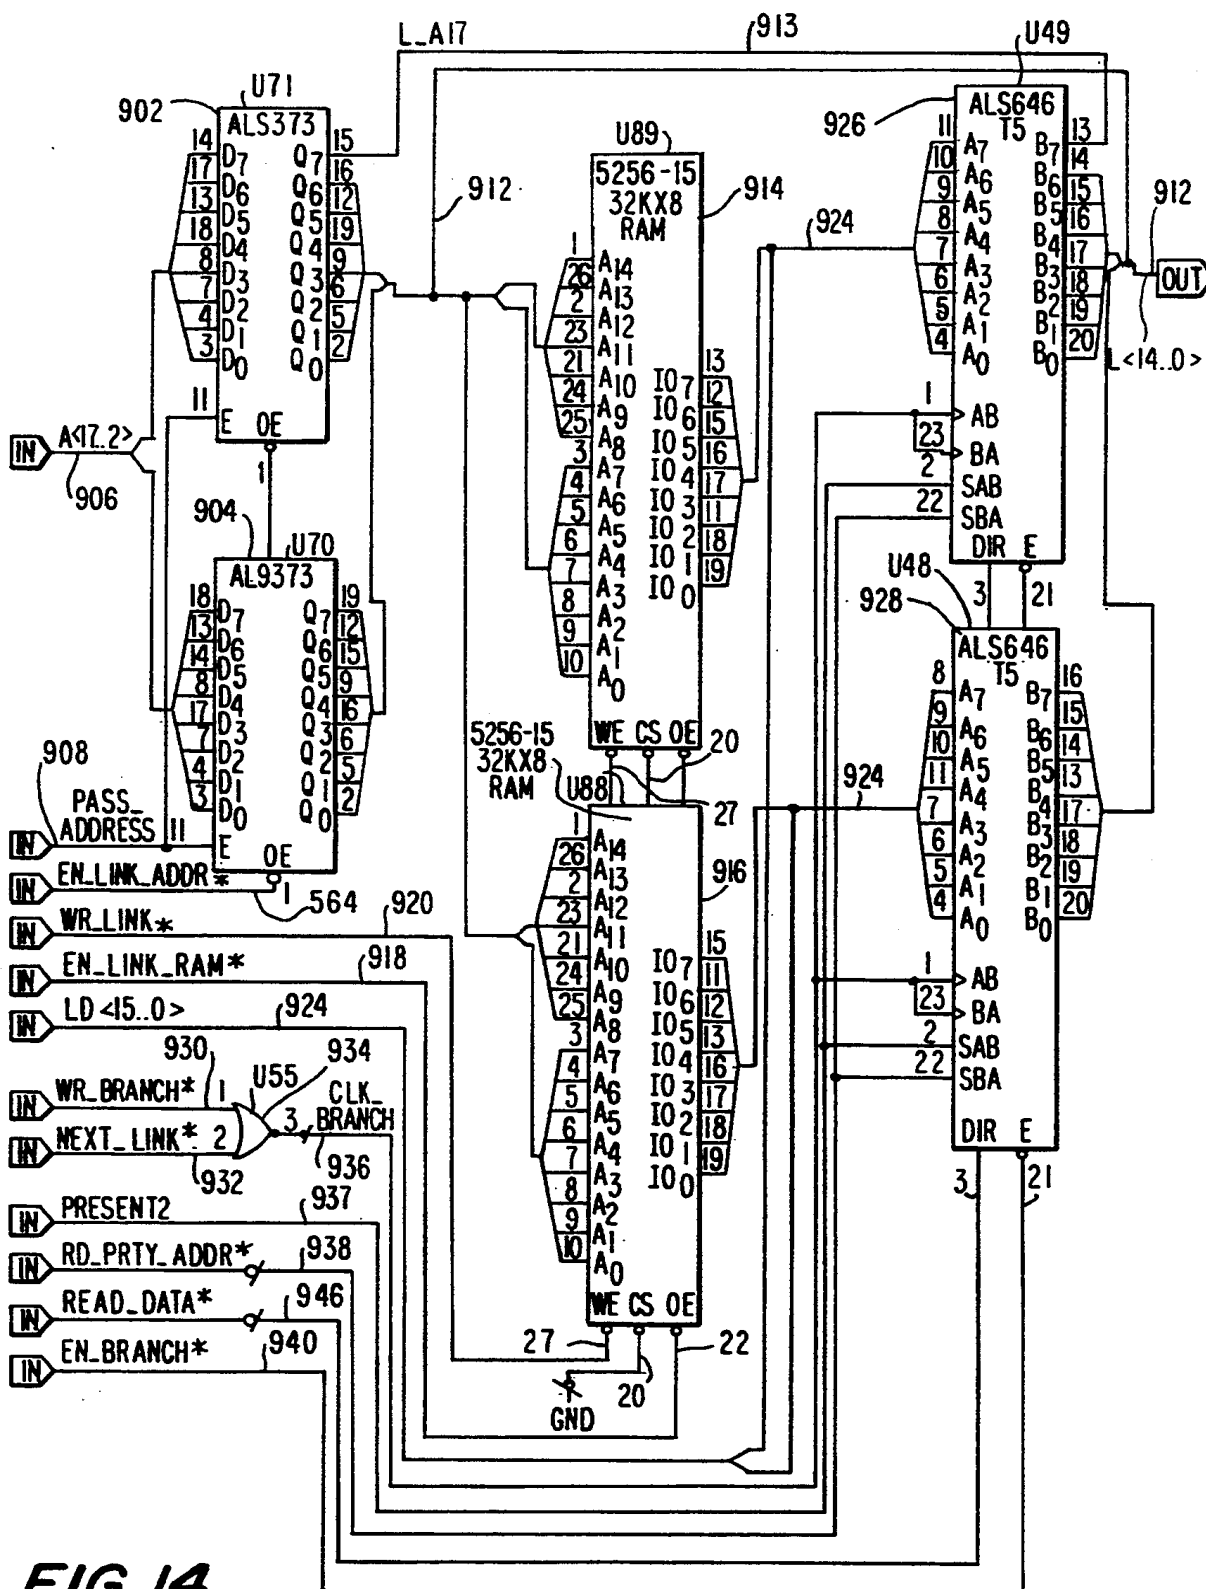 L_A17
913
U49
902
U71
ALS373
14 D7 Q7 15
17 D6 Q6 16
13 D5 Q5 12
18 D4 Q4 19
8 D3 Q3 9
7 D2 Q2 6
4 D1 Q1 5
3 D0 Q0 2
11 E OE
1
912
U89
5256-15
32KX8
RAM
914
1 A14
26 A13
2 A12
23 A11
21 A10
24 A9
25 A8
3 A7
4 A6
5 A5
6 A4
7 A3
8 A2
9 A1
10 A0
IO7 13
IO6 12
IO5 15
IO4 16
IO3 17
IO2 11
IO1 18
IO0 19
WE CS OE
20
27
924
926
ALS646
T5
11 A7 B7 13
10 A6 B6 14
9 A5 B5 15
8 A4 B4 16
7 A3 B3 17
6 A2 B2 18
5 A1 B1 19
4 A0 B0 20
1 AB
23 BA
2 SAB
22 SBA
DIR E
3 21
912
OUT
L<14..0>
IN A<17..2>
906
904
U70
AL9373
18 D7 Q7 19
13 D6 Q6 12
14 D5 Q5 15
8 D4 Q4 9
17 D3 Q3 16
7 D2 Q2 6
4 D1 Q1 5
3 D0 Q0 2
11 E OE
1
908
IN PASS_
ADDRESS
IN EN_LINK_ADDR*
564
IN WR_LINK*
920
IN EN_LINK_RAM*
918
IN LD<15..0>
924
930
934
IN WR_BRANCH* 1
U55
3 CLK_
BRANCH
IN NEXT_LINK* 2
932
936
IN PRESENT2
937
IN RD_PRTY_ADDR*
938
IN READ_DATA*
946
IN EN_BRANCH*
940
5256-15
32KX8
RAM
U88
916
1 A14
26 A13
2 A12
23 A11
21 A10
24 A9
25 A8
3 A7
4 A6
5 A5
6 A4
7 A3
8 A2
9 A1
10 A0
IO7 15
IO6 11
IO5 12
IO4 13
IO3 16
IO2 17
IO1 18
IO0 19
WE CS OE
27
20
22
GND
U48
928
924
ALS646
T5
8 A7 B7 16
9 A6 B6 15
10 A5 B5 14
11 A4 B4 13
7 A3 B3 17
6 A2 B2 18
5 A1 B1 19
4 A0 B0 20
1 AB
23 BA
2 SAB
22 SBA
DIR E
3 21
FIG. 14